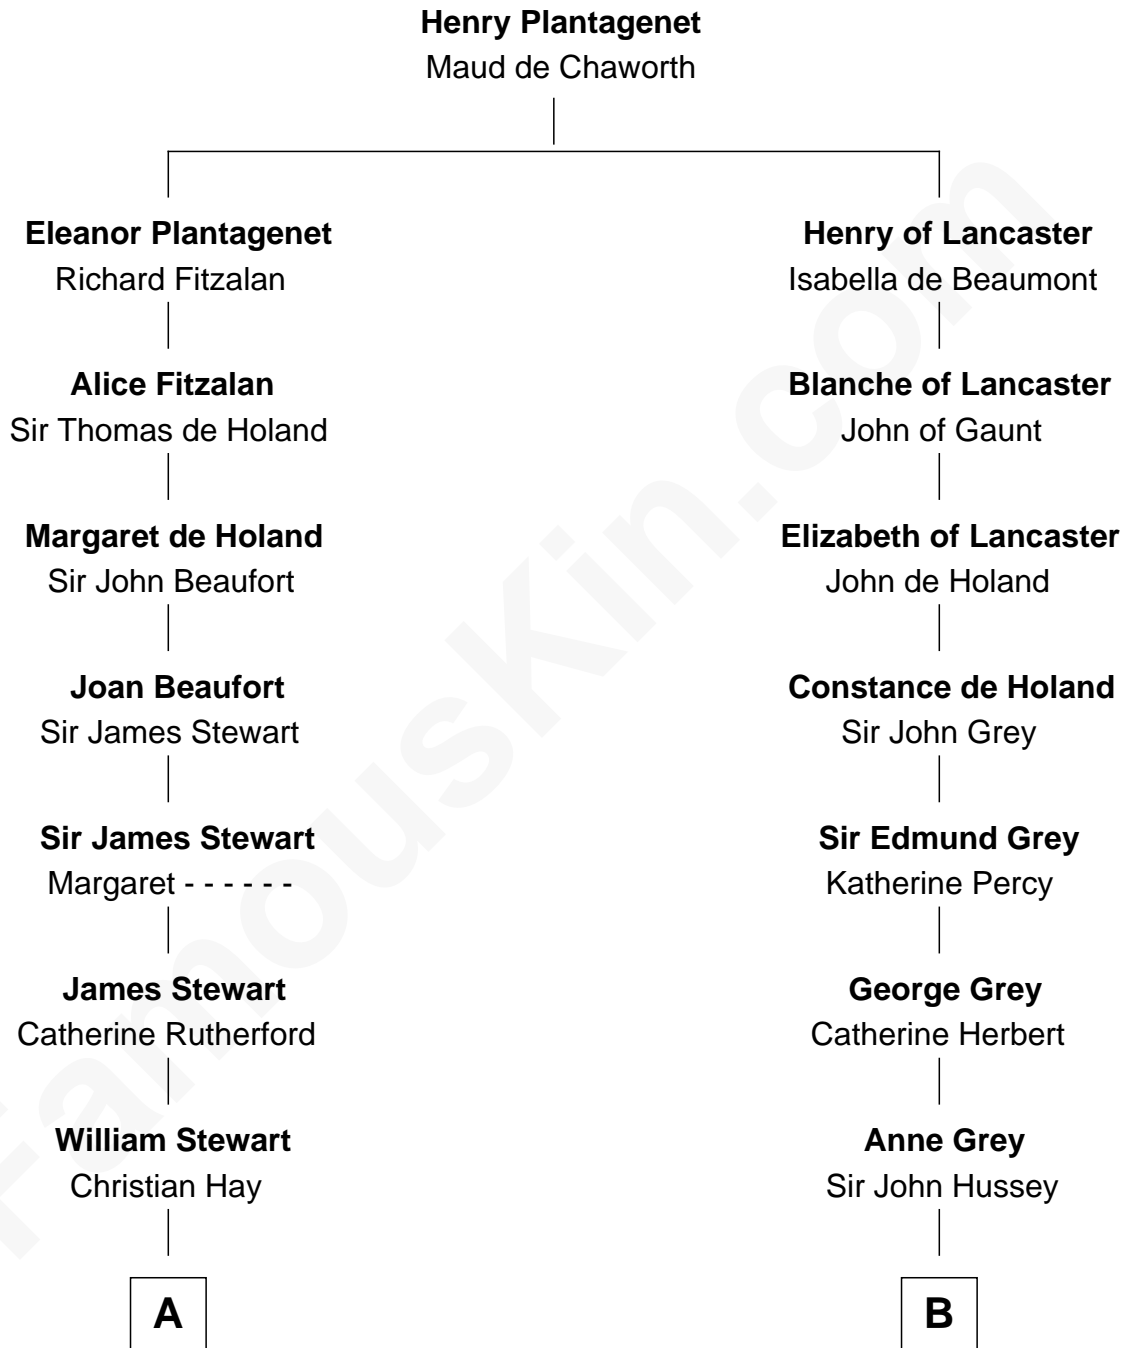 Henry Plantagenet
Maud de Chaworth
Eleanor Plantagenet
Richard Fitzalan
Henry of Lancaster
Isabella de Beaumont
Alice Fitzalan
Sir Thomas de Holand
Blanche of Lancaster
John of Gaunt
Margaret de Holand
Sir John Beaufort
Elizabeth of Lancaster
John de Holand
Joan Beaufort
Sir James Stewart
Constance de Holand
Sir John Grey
Sir James Stewart
Margaret - - - - - -
Sir Edmund Grey
Katherine Percy
James Stewart
Catherine Rutherford
George Grey
Catherine Herbert
William Stewart
Christian Hay
Anne Grey
Sir John Hussey
A
B
FamousKin.com